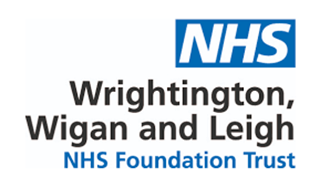 NHS
Wrightington,
Wigan and Leigh
NHS Foundation Trust